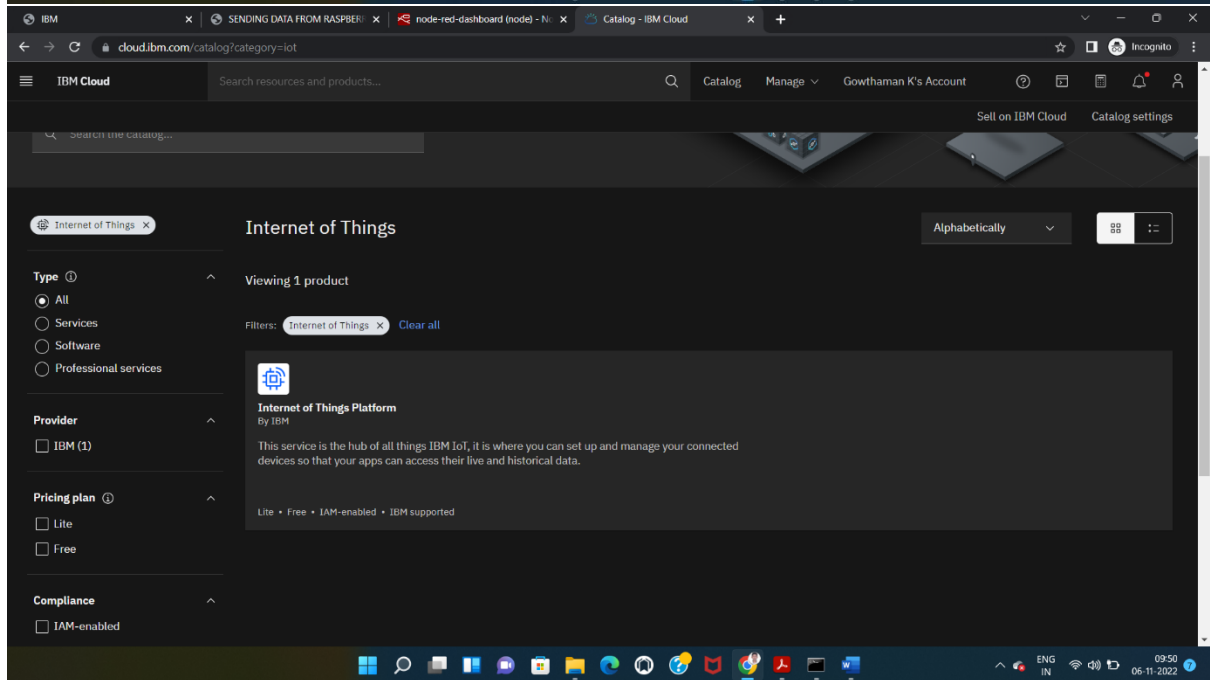 IBM
SENDING DATA FROM RASPBERR
node-red-dashboard (node) - No
Catalog - IBM Cloud
cloud.ibm.com/catalog?category=iot
Incognito
IBM Cloud
Search resources and products...
Catalog
Manage
Gowthaman K's Account
Sell on IBM Cloud
Catalog settings
Search the catalog...
Internet of Things
Internet of Things
Alphabetically
Type
All
Services
Software
Professional services
Viewing 1 product
Filters: Internet of Things Clear all
Internet of Things Platform
By IBM
This service is the hub of all things IBM IoT, it is where you can set up and manage your connected
devices so that your apps can access their live and historical data.
Lite • Free • IAM-enabled • IBM supported
Provider
IBM (1)
Pricing plan
Lite
Free
Compliance
IAM-enabled
ENG
IN
09:50
06-11-2022
7